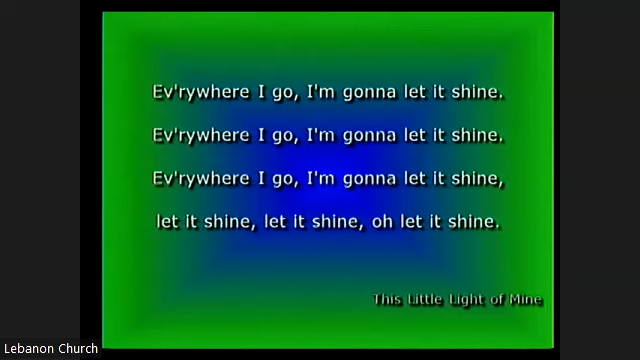 Ev'rywhere I go, I'm gonna let it shine.
Ev'rywhere I go, I'm gonna let it shine.
Ev'rywhere I go, I'm gonna let it shine,
let it shine, let it shine, oh let it shine.
This Little Light of Mine
Lebanon Church